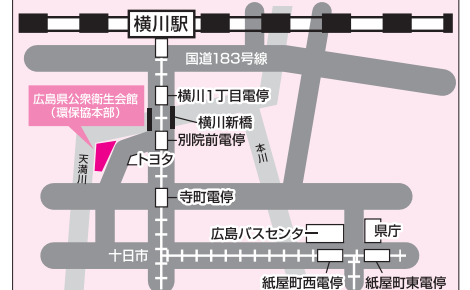 横川駅
国道183号線
横川1丁目電停
広島県公衆衛生会館
（環保協本部）
横川新橋
別院前電停
トヨタ
天満川
本川
寺町電停
広島バスセンター
県庁
十日市
紙屋町西電停
紙屋町東電停